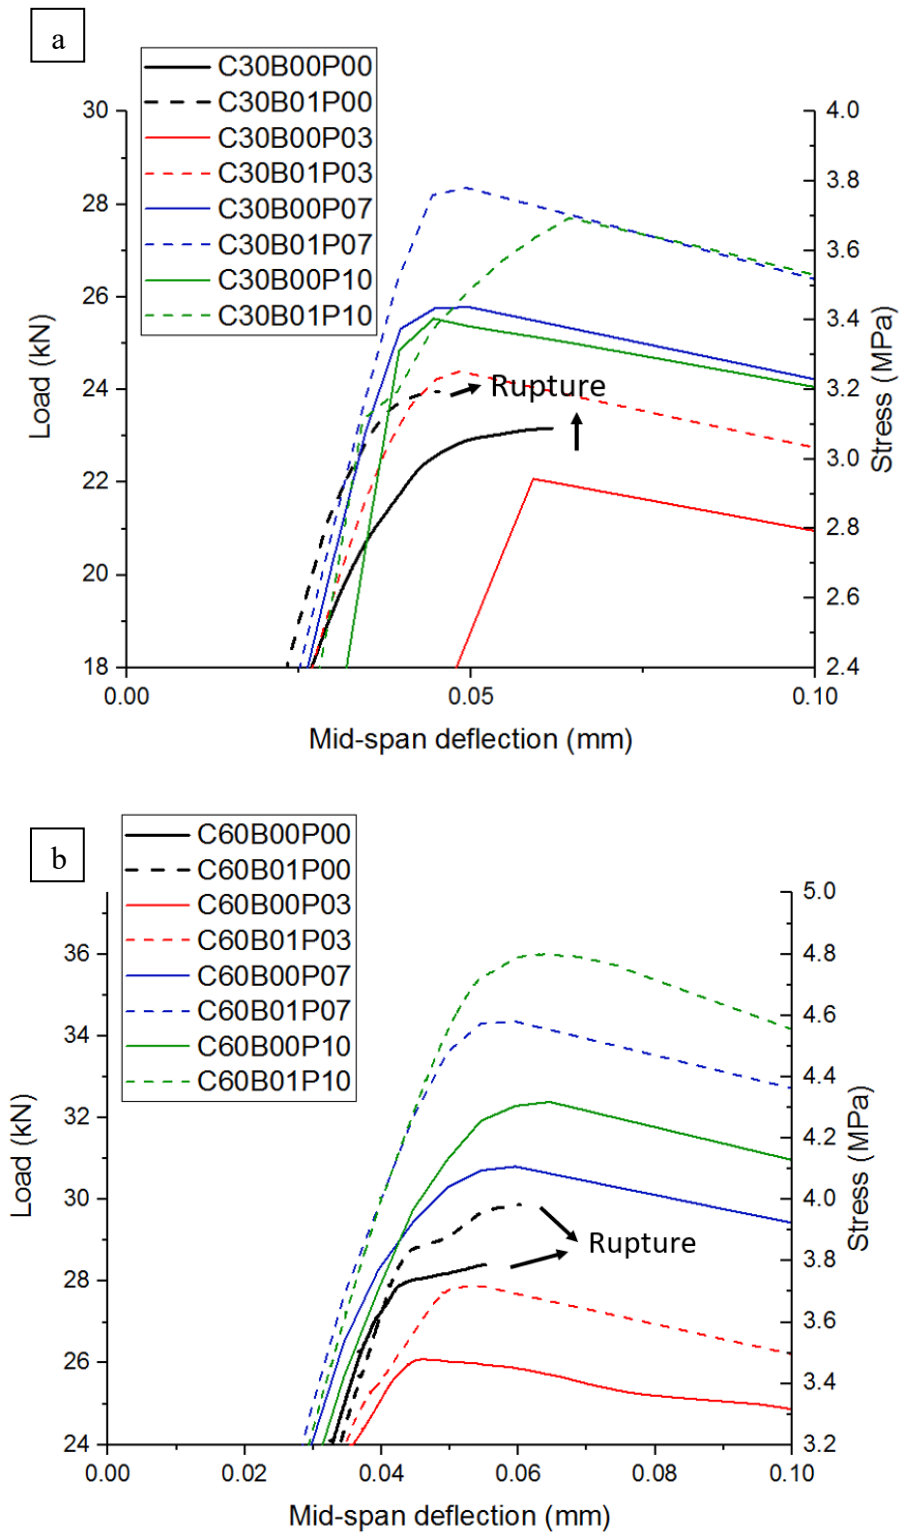 a
C30B00P00
C30B01P00
C30B00P03
C30B01P03
C30B00P07
C30B01P07
C30B00P10
C30B01P10
30
28
26
24
22
20
18
Load (kN)
4.0
3.8
3.6
3.4
3.2
3.0
2.8
2.6
2.4
Stress (MPa)
Rupture
0.00
0.05
0.10
Mid-span deflection (mm)
b
C60B00P00
C60B01P00
C60B00P03
C60B01P03
C60B00P07
C60B01P07
C60B00P10
C60B01P10
36
34
32
30
28
26
24
Load (kN)
5.0
4.8
4.6
4.4
4.2
4.0
3.8
3.6
3.4
3.2
Stress (MPa)
Rupture
0.00
0.02
0.04
0.06
0.08
0.10
Mid-span deflection (mm)